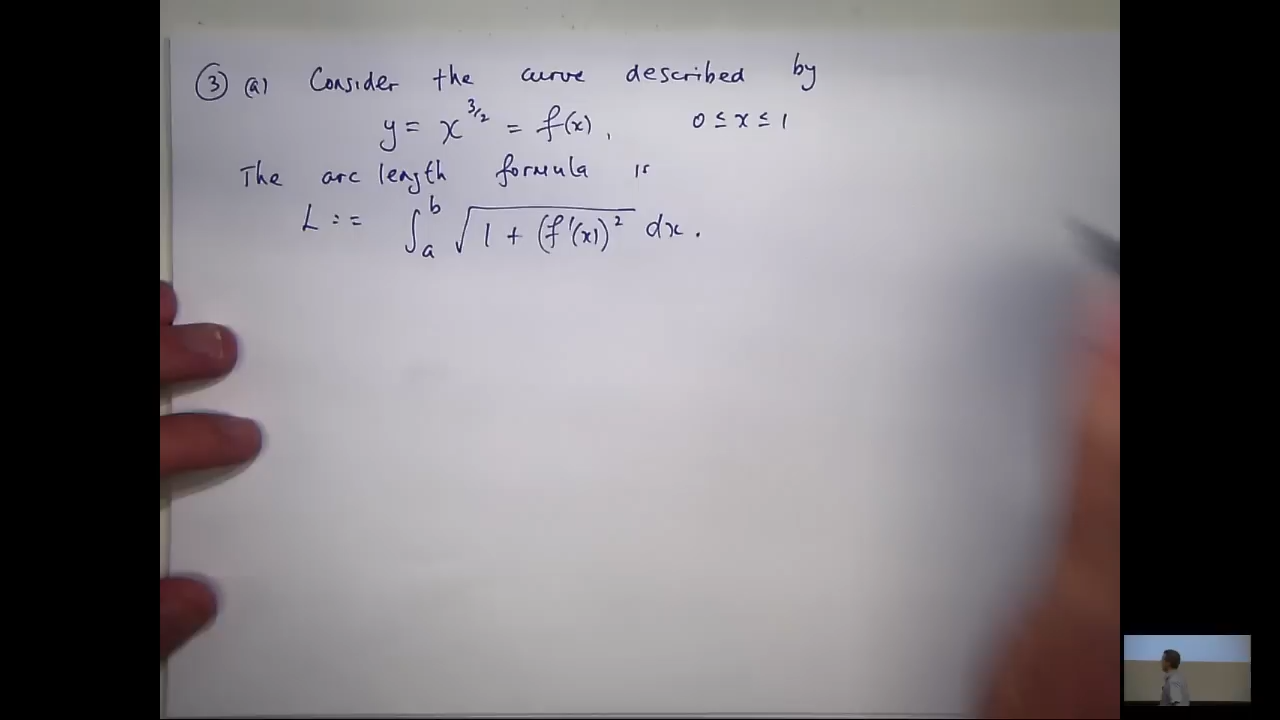 ③ (a) Consider the curve described by
y = x^{3/2} = f(x), 0 ≤ x ≤ 1
The arc length formula is
L := ∫_a^b √(1 + (f'(x))²) dx.